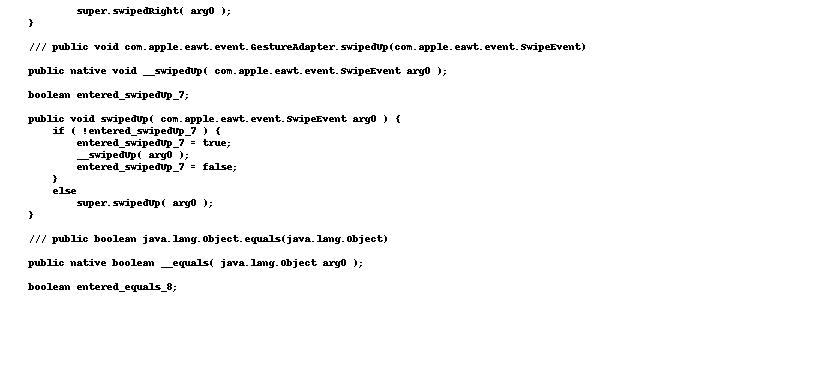 super.swipedRight( arg0 );
}
/// public void com.apple.eawt.event.GestureAdapter.swipedUp(com.apple.eawt.event.SwipeEvent)
public native void __swipedUp( com.apple.eawt.event.SwipeEvent arg0 );
boolean entered_swipedUp_7;
public void swipedUp( com.apple.eawt.event.SwipeEvent arg0 ) {
if ( !entered_swipedUp_7 ) {
entered_swipedUp_7 = true;
__swipedUp( arg0 );
entered_swipedUp_7 = false;
}
else
super.swipedUp( arg0 );
}
/// public boolean java.lang.Object.equals(java.lang.Object)
public native boolean __equals( java.lang.Object arg0 );
boolean entered_equals_8;